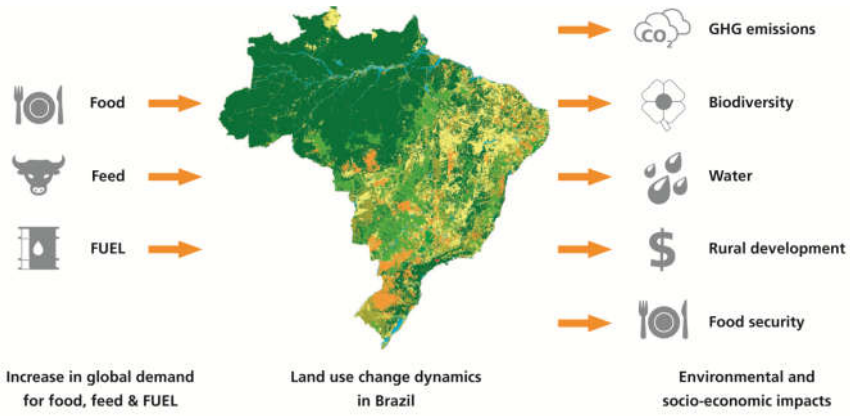 Food
Feed
FUEL
Increase in global demand
for food, feed & FUEL
Land use change dynamics
in Brazil
CO2
GHG emissions
Biodiversity
Water
$
Rural development
Food security
Environmental and
socio-economic impacts